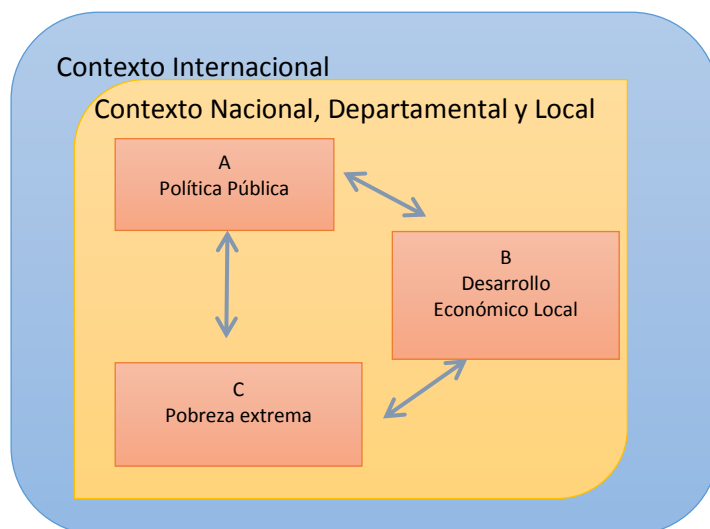 Contexto Internacional
Contexto Nacional, Departamental y Local
A
Política Pública
B
Desarrollo
Económico Local
C
Pobreza extrema